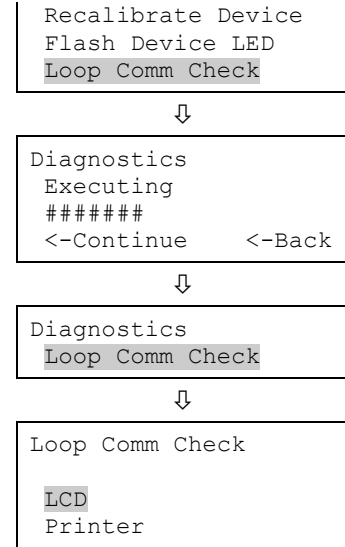 Recalibrate Device
Flash Device LED
Loop Comm Check
⇩
Diagnostics
Executing
#######
<-Continue <-Back
⇩
Diagnostics
Loop Comm Check
⇩
Loop Comm Check
LCD
Printer